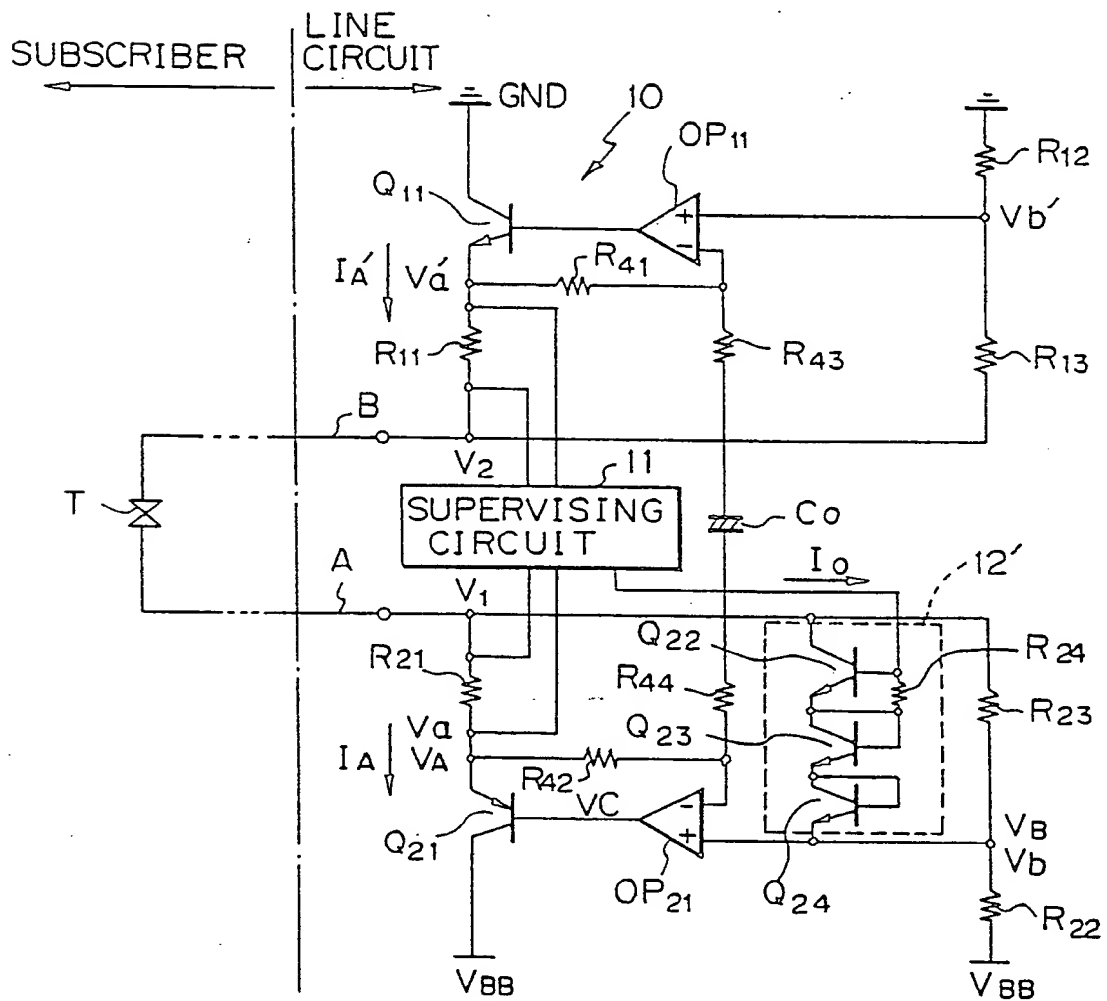 SUBSCRIBER
LINE
CIRCUIT
GND
10
OP11
R12
Q11
Vb'
IA'
Va'
R41
R11
R43
R13
B
V2
11
T
SUPERVISING
CIRCUIT
Co
Io
12'
A
V1
Q22
R24
R21
R44
R23
Q23
Va
VA
IA
R42
VC
Q21
VB
Vb
OP21
Q24
R22
VBB
VBB